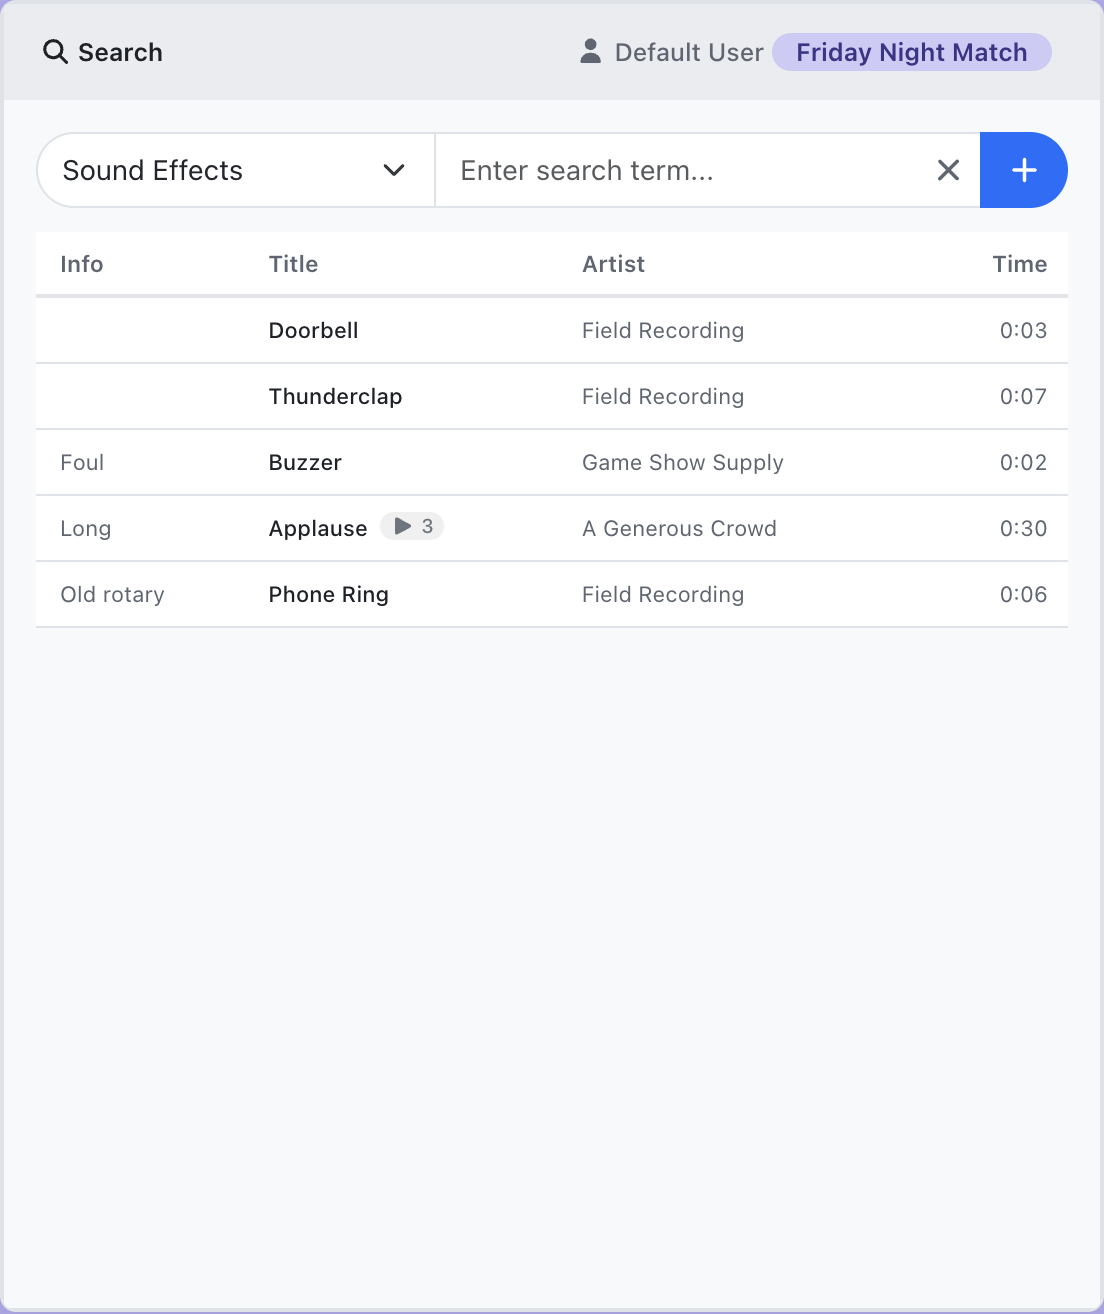 Search Default User Friday Night Match
Sound Effects Enter search term...
Info Title Artist Time
Doorbell Field Recording 0:03
Thunderclap Field Recording 0:07
Foul Buzzer Game Show Supply 0:02
Long Applause 3 A Generous Crowd 0:30
Old rotary Phone Ring Field Recording 0:06